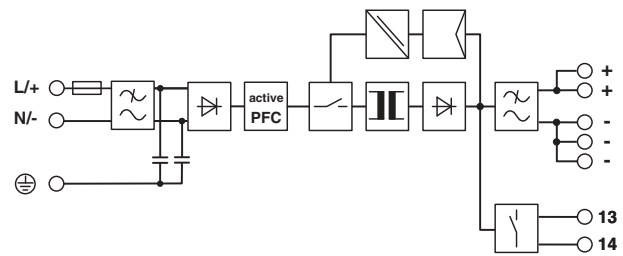 L/+
N/-
active
PFC
+
+
-
-
-
13
14